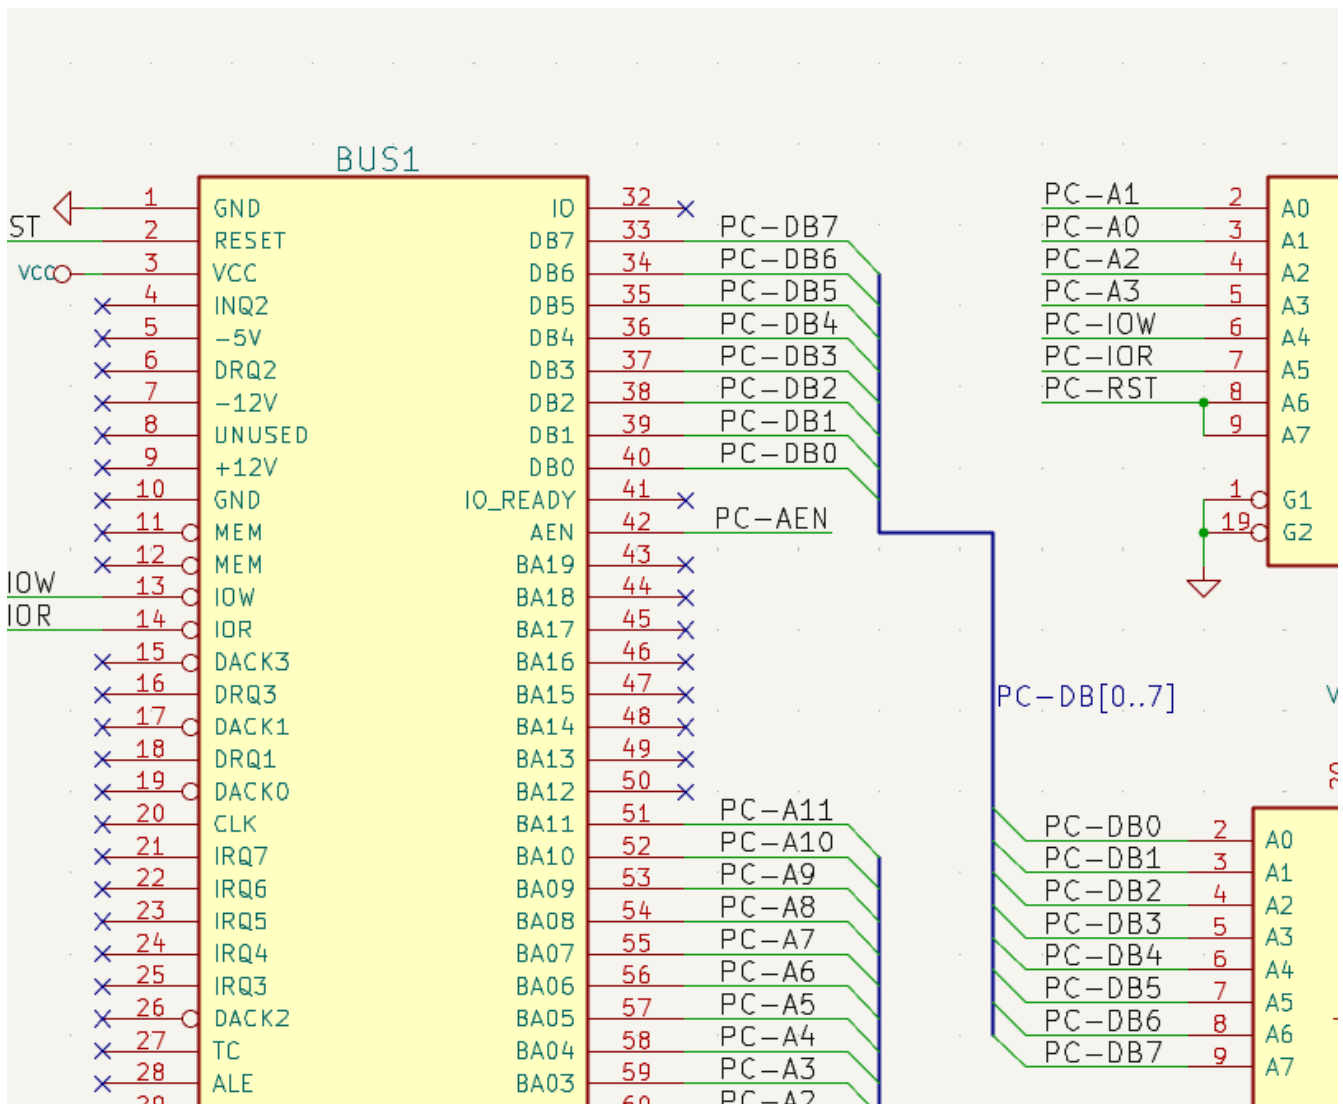 BUS1
1 GND
ST 2 RESET
VCC 3 VCC
4 INQ2
5 -5V
6 DRQ2
7 -12V
8 UNUSED
9 +12V
10 GND
11 MEM
12 MEM
IOW 13 IOW
IOR 14 IOR
15 DACK3
16 DRQ3
17 DACK1
18 DRQ1
19 DACK0
20 CLK
21 IRQ7
22 IRQ6
23 IRQ5
24 IRQ4
25 IRQ3
26 DACK2
27 TC
28 ALE
IO 32
DB7 33 PC-DB7
DB6 34 PC-DB6
DB5 35 PC-DB5
DB4 36 PC-DB4
DB3 37 PC-DB3
DB2 38 PC-DB2
DB1 39 PC-DB1
DB0 40 PC-DB0
IO_READY 41
AEN 42 PC-AEN
BA19 43
BA18 44
BA17 45
BA16 46
BA15 47
BA14 48
BA13 49
BA12 50
BA11 51 PC-A11
BA10 52 PC-A10
BA09 53 PC-A9
BA08 54 PC-A8
BA07 55 PC-A7
BA06 56 PC-A6
BA05 57 PC-A5
BA04 58 PC-A4
BA03 59 PC-A3
60 PC-A2
PC-A1 2 A0
PC-A0 3 A1
PC-A2 4 A2
PC-A3 5 A3
PC-IOW 6 A4
PC-IOR 7 A5
PC-RST 8 A6
9 A7
1 G1
19 G2
PC-DB[0..7]
PC-DB0 2 A0
PC-DB1 3 A1
PC-DB2 4 A2
PC-DB3 5 A3
PC-DB4 6 A4
PC-DB5 7 A5
PC-DB6 8 A6
PC-DB7 9 A7